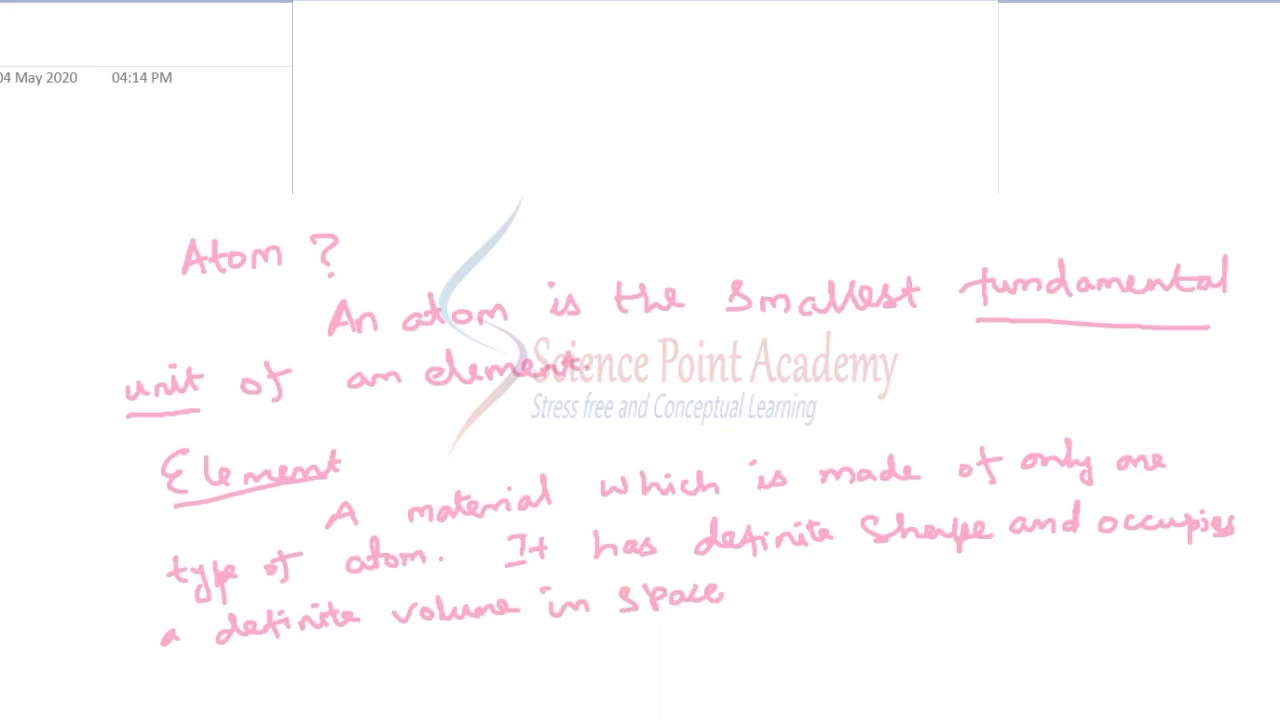 04 May 2020 04:14 PM
Atom ?
An atom is the smallest fundamental
unit of an element.
Science Point Academy
Stress free and Conceptual Learning
Element
A material which is made of only one
type of atom. It has definite shape and occupies
a definite volume in space